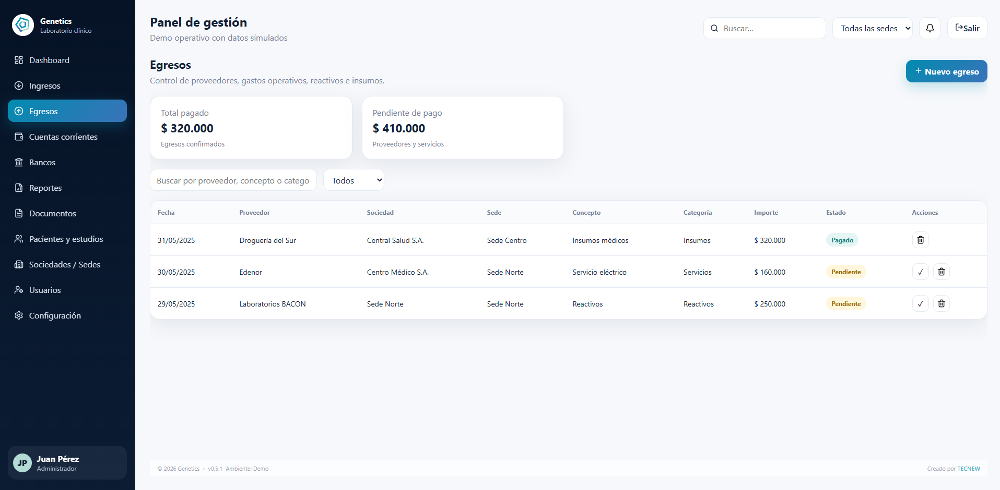 Genetics
Laboratorio clínico
Dashboard
Ingresos
Egresos
Cuentas corrientes
Bancos
Reportes
Documentos
Pacientes y estudios
Sociedades / Sedes
Usuarios
Configuración
JP
Juan Pérez
Administrador
Panel de gestión
Demo operativo con datos simulados
Buscar...
Todas las sedes
Salir
Egresos
Control de proveedores, gastos operativos, reactivos e insumos.
+ Nuevo egreso
Total pagado
$ 320.000
Egresos confirmados
Pendiente de pago
$ 410.000
Proveedores y servicios
Buscar por proveedor, concepto o catego
Todos
Fecha Proveedor Sociedad Sede Concepto Categoría Importe Estado Acciones
31/05/2025 Droguería del Sur Central Salud S.A. Sede Centro Insumos médicos Insumos $ 320.000 Pagado
30/05/2025 Edenor Centro Médico S.A. Sede Norte Servicio eléctrico Servicios $ 160.000 Pendiente ✓
29/05/2025 Laboratorios BACON Sede Norte Sede Norte Reactivos Reactivos $ 250.000 Pendiente ✓
© 2026 Genetics • v0.5.1 Ambiente: Demo
Creado por TECNEW